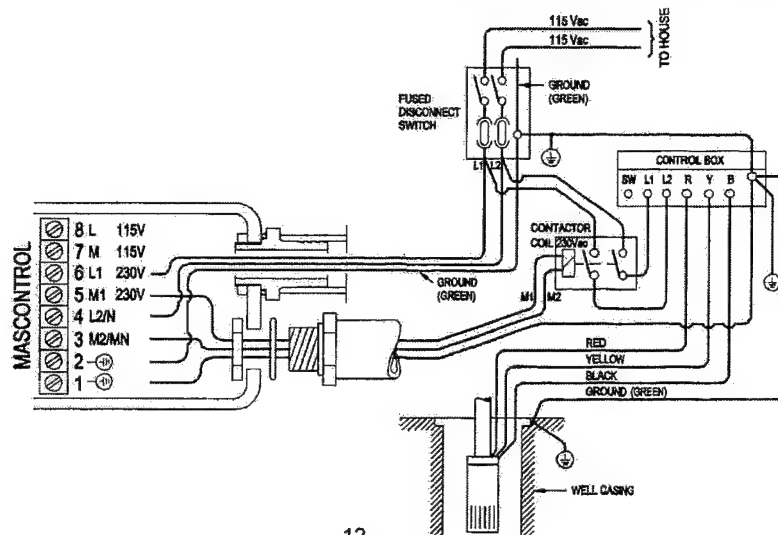 115 Vac
115 Vac
TO HOUSE
GROUND
(GREEN)
FUSED
DISCONNECT
SWITCH
L1 L2
CONTROL BOX
SW L1 L2 R Y B
CONTACTOR
COIL 230Vac
MASCONTROL
8 L 115V
7 M 115V
6 L1 230V
5 M1 230V
4 L2/N
3 M2/MN
2
1
GROUND
(GREEN)
M1 M2
RED
YELLOW
BLACK
GROUND (GREEN)
WELL CASING
12